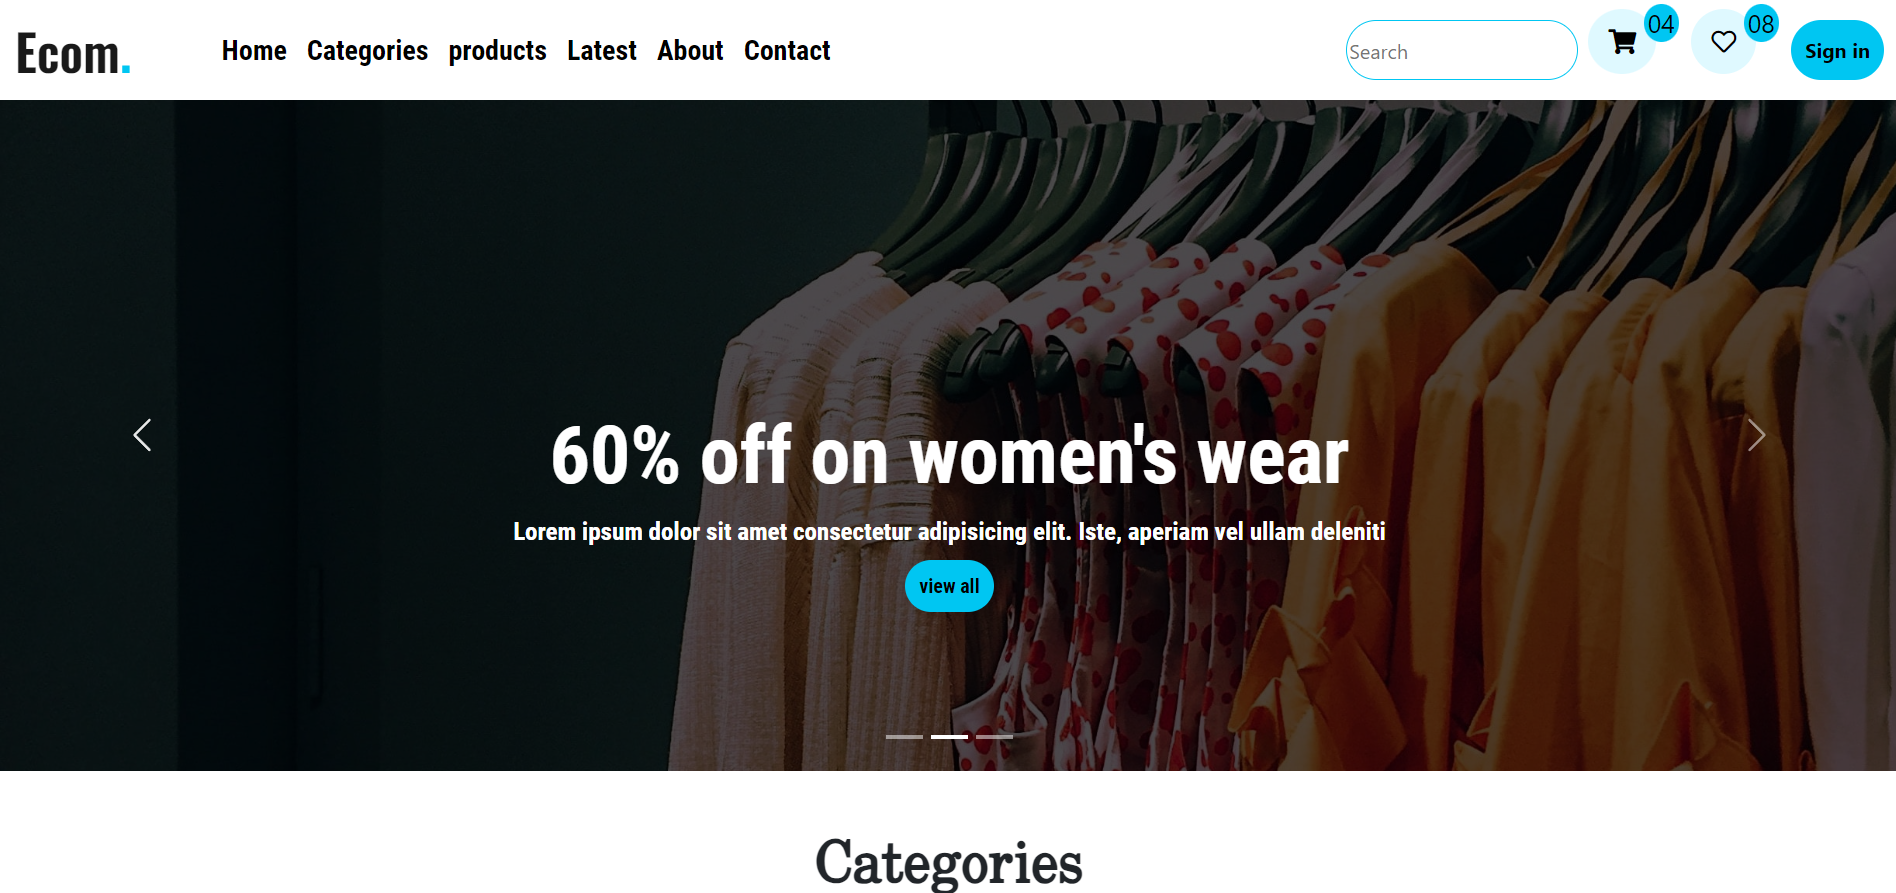 Ecom.
Home Categories products Latest About Contact
Search
04
08
Sign in
60% off on women's wear
Lorem ipsum dolor sit amet consectetur adipisicing elit. Iste, aperiam vel ullam deleniti
view all
Categories